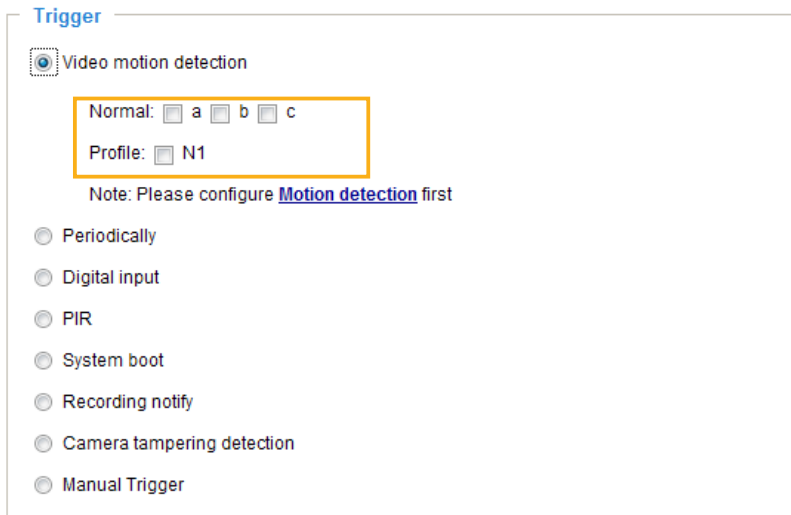 Trigger
Video motion detection
Normal: a b c
Profile: N1
Note: Please configure Motion detection first
Periodically
Digital input
PIR
System boot
Recording notify
Camera tampering detection
Manual Trigger